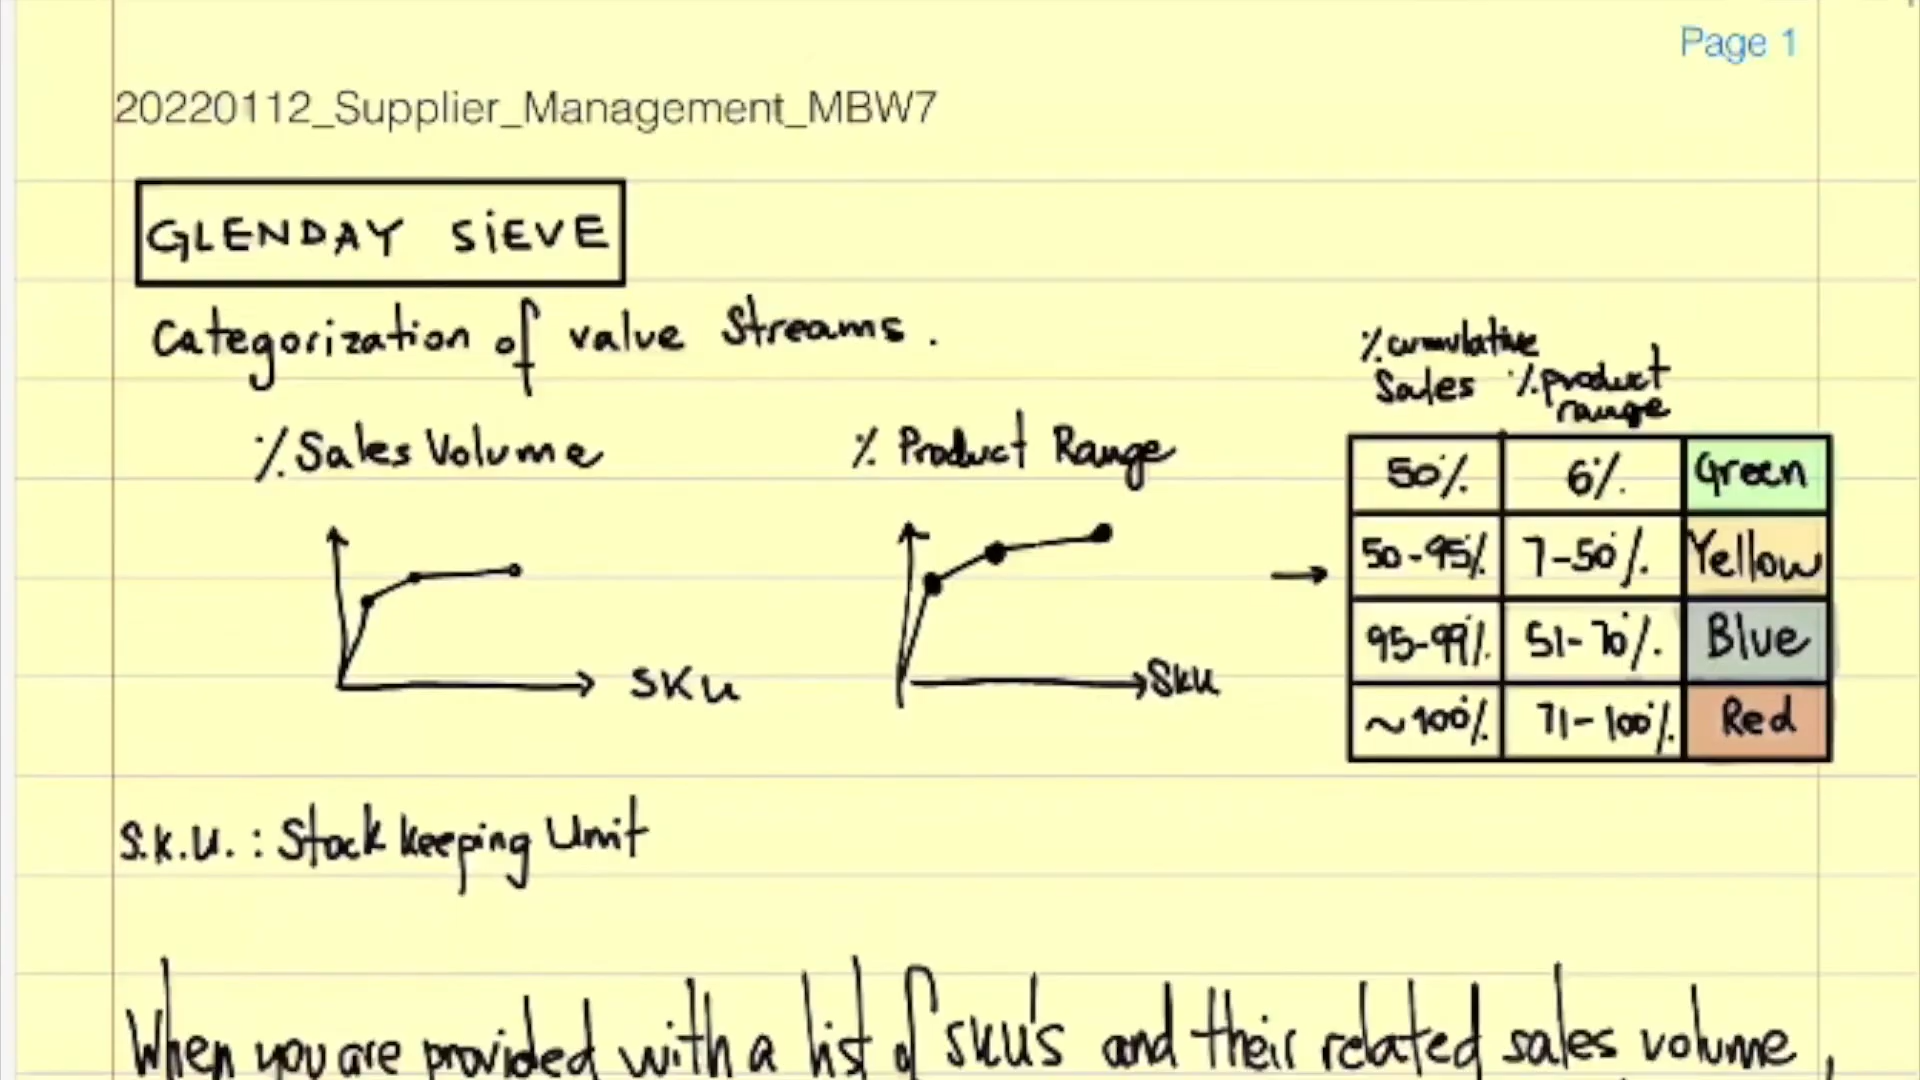 Page 1
20220112_Supplier_Management_MBW7
GLENDAY SiEVE
Categorization of value Streams.
% Sales Volume
% Product Range
% cumulative Sales
% product range
50% 6% Green
50-95% 7-50% Yellow
95-99% 51-70% Blue
~100% 71-100% Red
SKU
SKU
S.K.U.: Stock keeping Unit
When you are provided with a list of SKU's and their related sales volume,